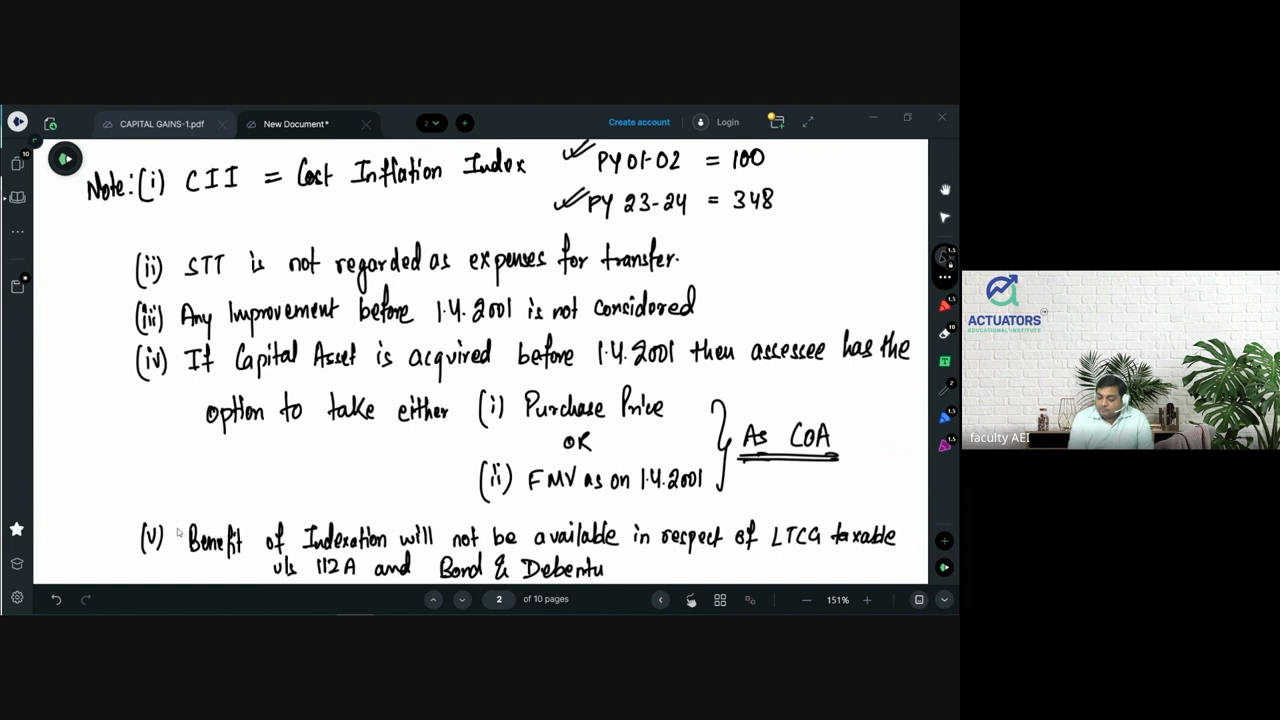 CAPITAL GAINS-1.pdf
New Document*
2
Create account
Login
Note: (i) CII = Cost Inflation Index
PY 01-02 = 100
PY 23-24 = 348
(ii) STT is not regarded as expenses for transfer.
(iii) Any Improvement before 1.4.2001 is not considered
(iv) If Capital Asset is acquired before 1.4.2001 then assessee has the
option to take either (i) Purchase Price
OR
(ii) FMV as on 1.4.2001
As COA
(v) Benefit of Indexation will not be available in respect of LTCG taxable
u/s 112A and Bond & Debentu
2 of 10 pages
151%
ACTUATORS
EDUCATIONAL INSTITUTE
faculty AEI